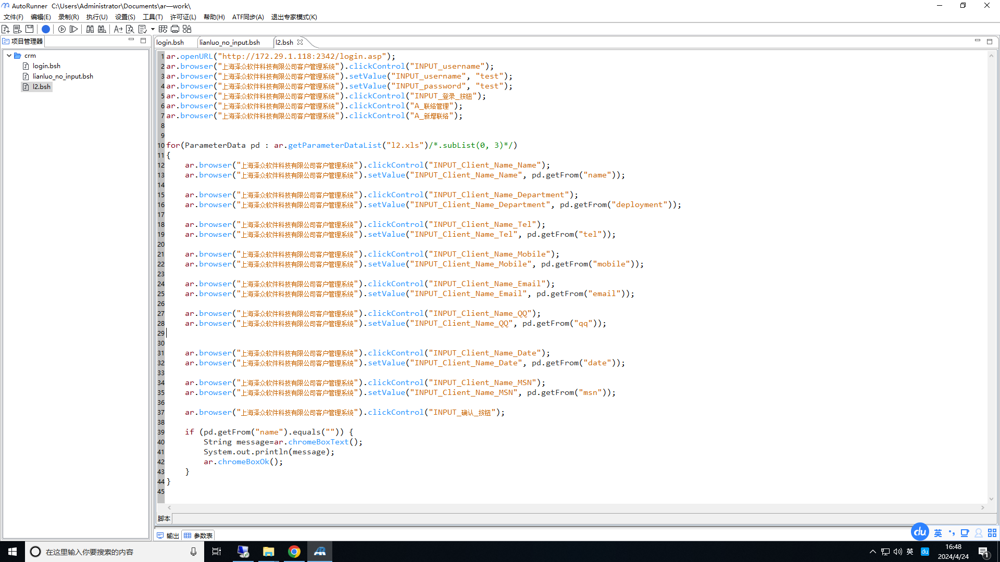 AutoRunner C:\Users\Administrator\Documents\ar—work\
文件(F) 编辑(E) 录制(R) 执行(U) 设置(S) 工具(T) 许可证(L) 帮助(H) ATF同步(A) 退出专家模式(K)
项目管理器
crm
login.bsh
lianluo_no_input.bsh
l2.bsh
login.bsh lianluo_no_input.bsh l2.bsh
1 ar.openURL("http://172.29.1.118:2342/login.asp");
2 ar.browser("上海泽众软件科技有限公司客户管理系统").clickControl("INPUT_username");
3 ar.browser("上海泽众软件科技有限公司客户管理系统").setValue("INPUT_username", "test");
4 ar.browser("上海泽众软件科技有限公司客户管理系统").setValue("INPUT_password", "test");
5 ar.browser("上海泽众软件科技有限公司客户管理系统").clickControl("INPUT_登录_按钮");
6 ar.browser("上海泽众软件科技有限公司客户管理系统").clickControl("A_联络管理");
7 ar.browser("上海泽众软件科技有限公司客户管理系统").clickControl("A_新增联络");
8
9
10 for(ParameterData pd : ar.getParameterDataList("l2.xls")/*.subList(0, 3)*/)
11 {
12 ar.browser("上海泽众软件科技有限公司客户管理系统").clickControl("INPUT_Client_Name_Name");
13 ar.browser("上海泽众软件科技有限公司客户管理系统").setValue("INPUT_Client_Name_Name", pd.getFrom("name"));
14
15 ar.browser("上海泽众软件科技有限公司客户管理系统").clickControl("INPUT_Client_Name_Department");
16 ar.browser("上海泽众软件科技有限公司客户管理系统").setValue("INPUT_Client_Name_Department", pd.getFrom("deployment"));
17
18 ar.browser("上海泽众软件科技有限公司客户管理系统").clickControl("INPUT_Client_Name_Tel");
19 ar.browser("上海泽众软件科技有限公司客户管理系统").setValue("INPUT_Client_Name_Tel", pd.getFrom("tel"));
20
21 ar.browser("上海泽众软件科技有限公司客户管理系统").clickControl("INPUT_Client_Name_Mobile");
22 ar.browser("上海泽众软件科技有限公司客户管理系统").setValue("INPUT_Client_Name_Mobile", pd.getFrom("mobile"));
23
24 ar.browser("上海泽众软件科技有限公司客户管理系统").clickControl("INPUT_Client_Name_Email");
25 ar.browser("上海泽众软件科技有限公司客户管理系统").setValue("INPUT_Client_Name_Email", pd.getFrom("email"));
26
27 ar.browser("上海泽众软件科技有限公司客户管理系统").clickControl("INPUT_Client_Name_QQ");
28 ar.browser("上海泽众软件科技有限公司客户管理系统").setValue("INPUT_Client_Name_QQ", pd.getFrom("qq"));
29
30
31 ar.browser("上海泽众软件科技有限公司客户管理系统").clickControl("INPUT_Client_Name_Date");
32 ar.browser("上海泽众软件科技有限公司客户管理系统").setValue("INPUT_Client_Name_Date", pd.getFrom("date"));
33
34 ar.browser("上海泽众软件科技有限公司客户管理系统").clickControl("INPUT_Client_Name_MSN");
35 ar.browser("上海泽众软件科技有限公司客户管理系统").setValue("INPUT_Client_Name_MSN", pd.getFrom("msn"));
36
37 ar.browser("上海泽众软件科技有限公司客户管理系统").clickControl("INPUT_确认_按钮");
38
39 if (pd.getFrom("name").equals("")) {
40 String message=ar.chromeBoxText();
41 System.out.println(message);
42 ar.chromeBoxOk();
43 }
44 }
45
脚本
输出 参数表
du 英
在这里输入你要搜索的内容
英 du
16:48
2024/4/24
1